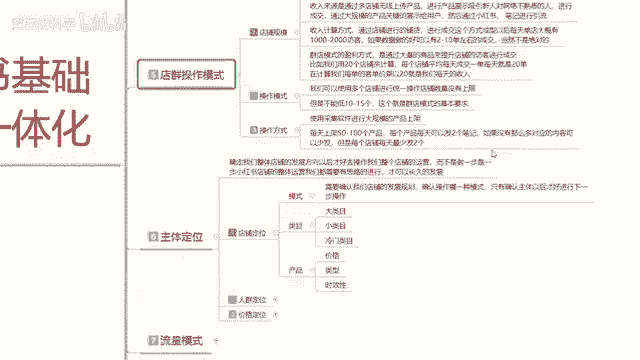 收入来源是通过多店铺无线上传产品，进行产品展示吸引新人对网络不熟悉的人，进行
成交，通过大规模的产品关键词展示给用户，然后通过小红书，笔记进行引流
1 店铺规模
收入计算方式，通过店铺进行的铺货，进行成交这个方式成型以后每天单店大概有
1000-2000访客，如果数据做的好可以有2-10单左右的成交，当然不是绝对的
群店模式的盈利方式，是通过大量的商品来提升店铺的访客进行成交
比如我们用20个店铺来计算，每个店铺平均每天成交一单每天就是20单
在计算我们每单的客单价乘以20就是我们每天的收入
5 店群操作模式
操作模式
我们可以使用多个店铺进行统一操作店铺数量没有上限
但是不能低10-15个，这个就是群店模式的基本要求
使用采集软件进行大规模的产品上架
3 操作方式
每天上架50-100个产品，每个产品每天可以发2个笔记，如果没有那么多对应的内容可
以少发，但是每个店铺每天最少发2个
书基础
一体化
确定我们整体店铺的发展方向以后才好去操作我们整个店铺的运营，而不是做一步是一
步小红书店铺的整体运营我们都需要有思路的进行，才可以长久的发展
模式
需要确认我们店铺的发展规划，确认操作哪一种模式，只有确认主体以后才好进行下一
步操作
6 主体定位
1 店铺定位
类目
大类目
小类目
冷门类目
产品
价格
类型
时效性
人群定位
3 价格定位
7 流量模式